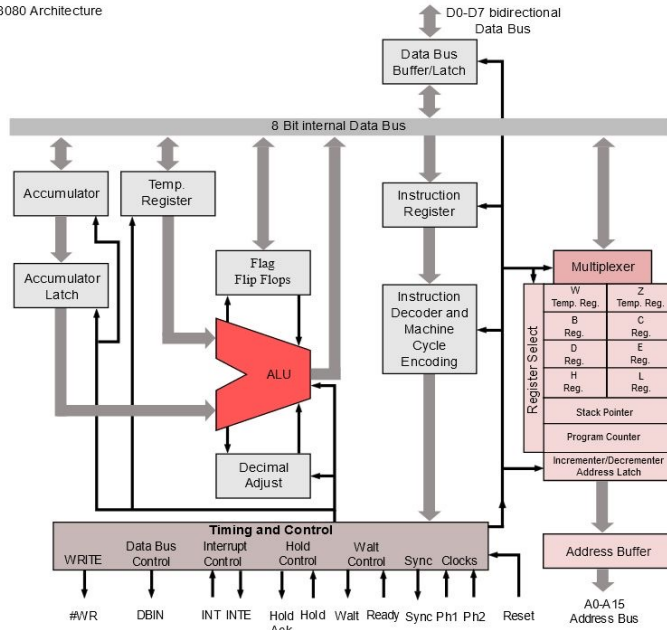 8080 Architecture
D0-D7 bidirectional
Data Bus
Data Bus
Buffer/Latch
8 Bit internal Data Bus
Accumulator
Temp.
Register
Instruction
Register
Accumulator
Latch
Flag
Flip Flops
Instruction
Decoder and
Machine
Cycle
Encoding
ALU
Decimal
Adjust
Multiplexer
Register Select
W
Temp. Reg.
Z
Temp. Reg.
B
Reg.
C
Reg.
D
Reg.
E
Reg.
H
Reg.
L
Reg.
Stack Pointer
Program Counter
Incrementer/Decrementer
Address Latch
Address Buffer
A0-A15
Address Bus
Timing and Control
WRITE
Data Bus
Control
Interrupt
Control
Hold
Control
Wait
Control
Sync
Clocks
#WR
DBIN
INT
INTE
Hold
Ack
Hold
Wait
Ready
Sync
Ph1
Ph2
Reset